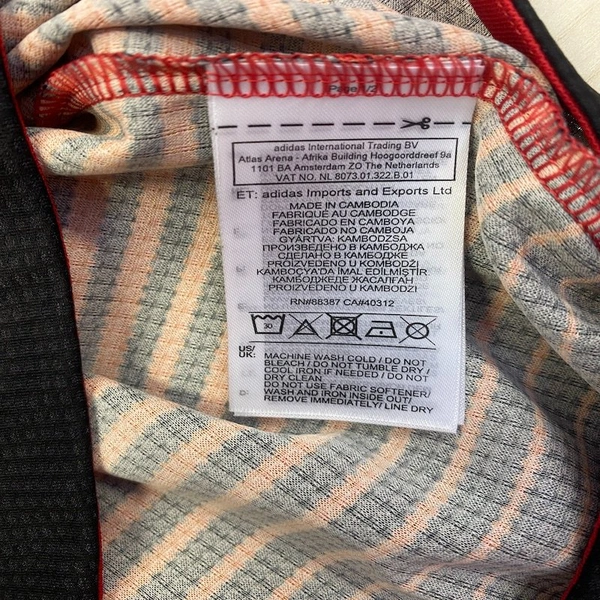 Page 1/2
adidas International Trading BV
Atlas Arena - Afrika Building Hoogoorddreef 9a
1101 BA Amsterdam ZO The Netherlands
VAT NO. NL 8073.01.322.B.01
ET: adidas Imports and Exports Ltd
MADE IN CAMBODIA
FABRIQUÉ AU CAMBODGE
FABRICADO EN CAMBOYA
FABRICADO NO CAMBOJA
GYÁRTVA: KAMBODZSA
ПРОИЗВЕДЕНО В КАМБОДЖА
СДЕЛАНО В КАМБОДЖЕ
PROIZVEDENO U KOMBODŽI
KAMBOÇYA'DA İMAL EDİLMİŞTİR
КАМБОДЖЕДЕ ЖАСАЛҒАН
PROIZVEDENO U KAMBODŽI
RN#88387 CA#40312
30
US/
UK:
MACHINE WASH COLD / DO NOT
BLEACH / DO NOT TUMBLE DRY /
COOL IRON IF NEEDED / DO NOT
DRY CLEAN
DO NOT USE FABRIC SOFTENER/
WASH AND IRON INSIDE OUT/
REMOVE IMMEDIATELY/ LINE DRY